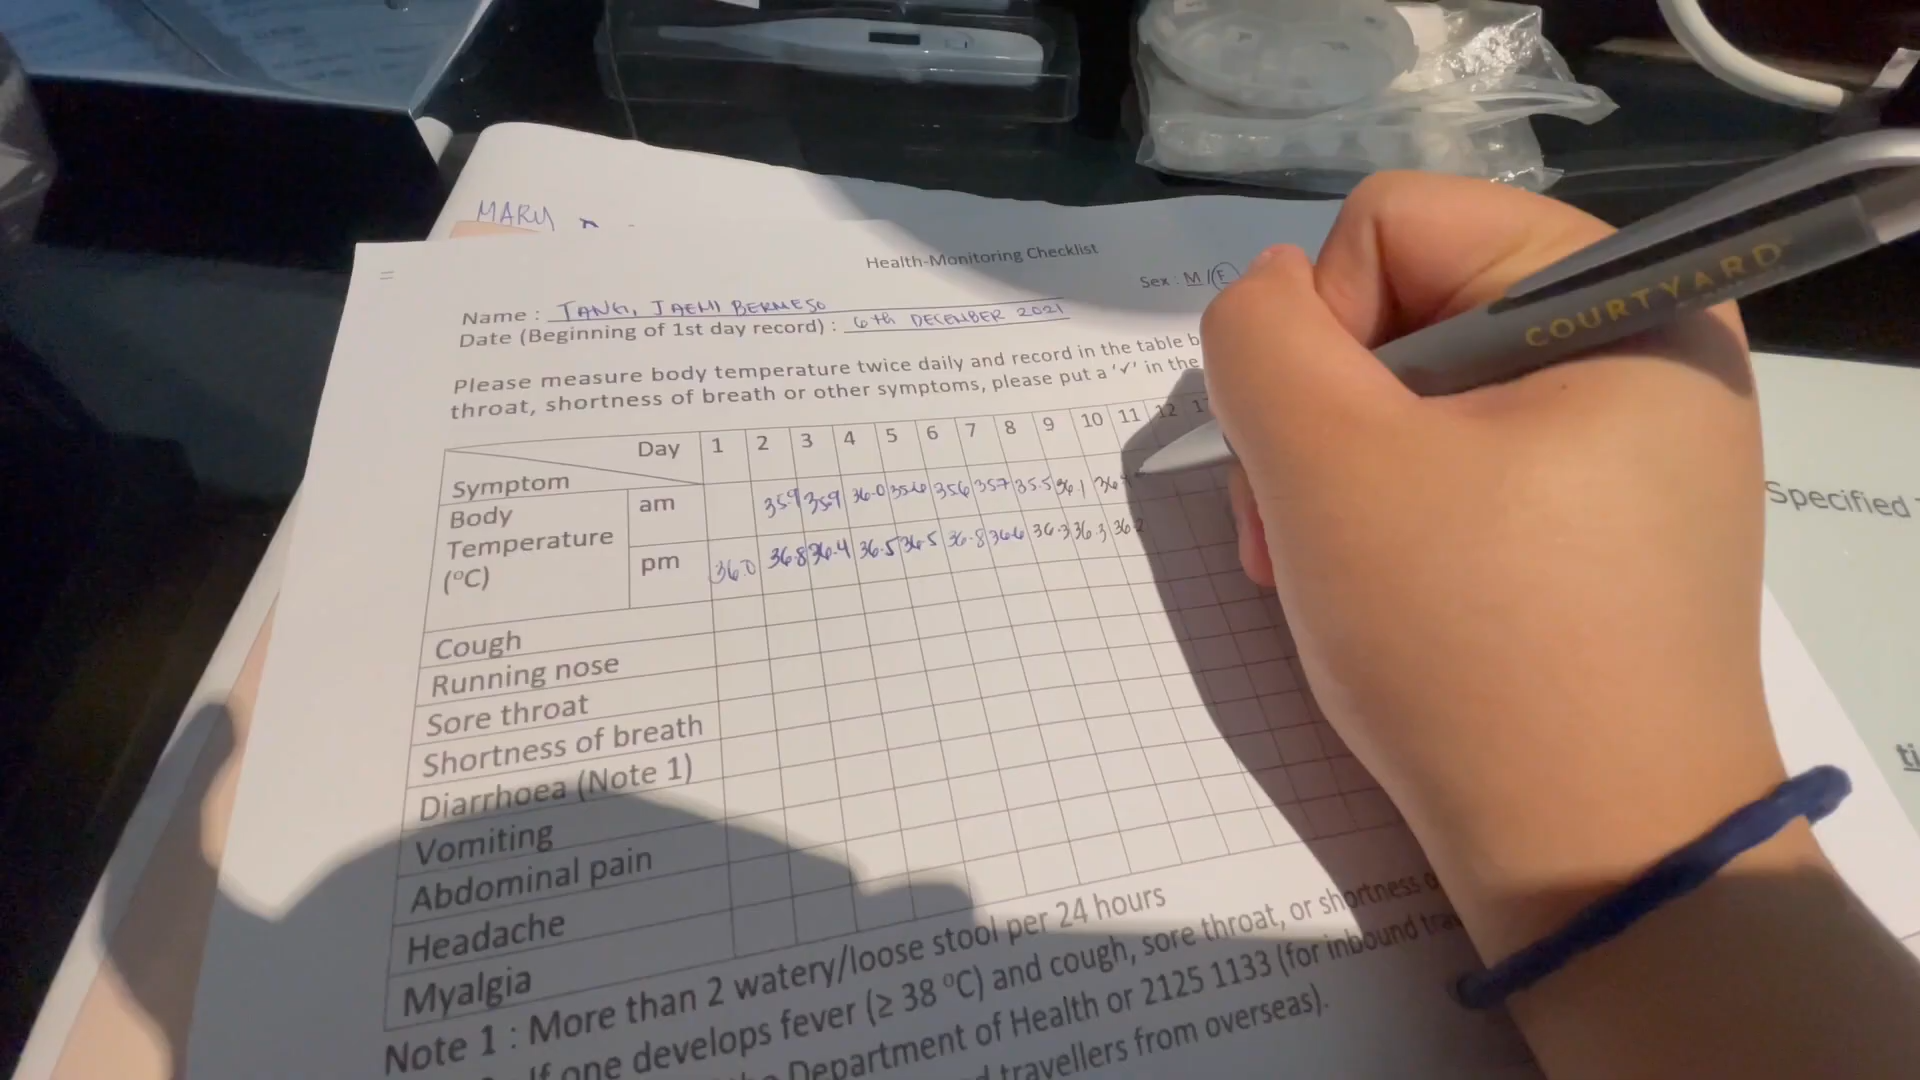 MARY
Health-Monitoring Checklist
Sex : M / F
Name : TANG, JAEMI BERMESO
Date (Beginning of 1st day record) : 6th DECEMBER 2021
Please measure body temperature twice daily and record in the table b
throat, shortness of breath or other symptoms, please put a '✓' in the
Day 1 2 3 4 5 6 7 8 9 10 11 12
Symptom
Body Temperature (°C)
am 35.9 35.9 36.0 35.6 35.6 35.7 35.5 36.1
pm 36.0 36.8 36.4 36.5 36.5 36.8 36.6 36.3 36.3 36.2
Cough
Running nose
Sore throat
Shortness of breath
Diarrhoea (Note 1)
Vomiting
Abdominal pain
Headache
Myalgia
Note 1 : More than 2 watery/loose stool per 24 hours
If one develops fever (≥ 38 °C) and cough, sore throat, or shortness o
Department of Health or 2125 1133 (for inbound tra
travellers from overseas).
COURTYARD
Specified